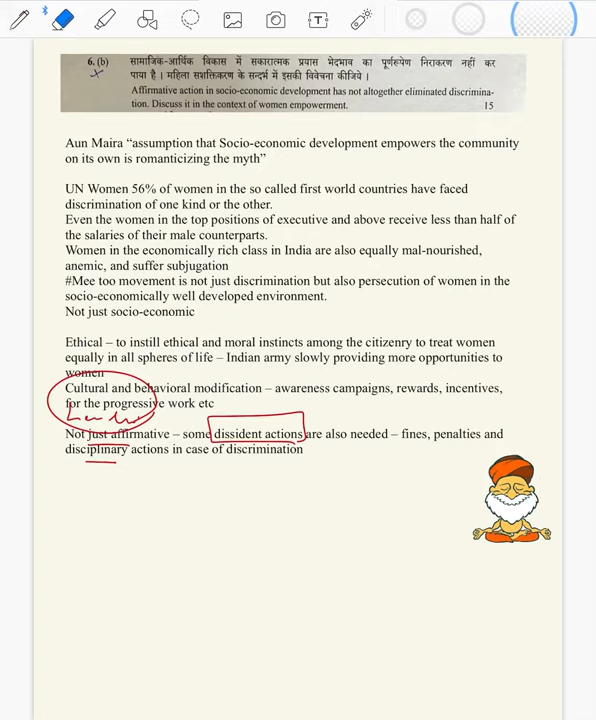 6. (b) सामाजिक-आर्थिक विकास में सकारात्मक प्रयास भेदभाव का पूर्णरूपेण निराकरण नहीं कर
पाया है । महिला सशक्तिकरण के सन्दर्भ में इसकी विवेचना कीजिये ।
Affirmative action in socio-economic development has not altogether eliminated discrimina-
tion. Discuss it in the context of women empowerment. 15
Aun Maira “assumption that Socio-economic development empowers the community
on its own is romanticizing the myth”
UN Women 56% of women in the so called first world countries have faced
discrimination of one kind or the other.
Even the women in the top positions of executive and above receive less than half of
the salaries of their male counterparts.
Women in the economically rich class in India are also equally mal-nourished,
anemic, and suffer subjugation
#Mee too movement is not just discrimination but also persecution of women in the
socio-economically well developed environment.
Not just socio-economic
Ethical – to instill ethical and moral instincts among the citizenry to treat women
equally in all spheres of life – Indian army slowly providing more opportunities to
women
Cultural and behavioral modification – awareness campaigns, rewards, incentives,
for the progressive work etc
Not just affirmative – some dissident actions are also needed – fines, penalties and
disciplinary actions in case of discrimination